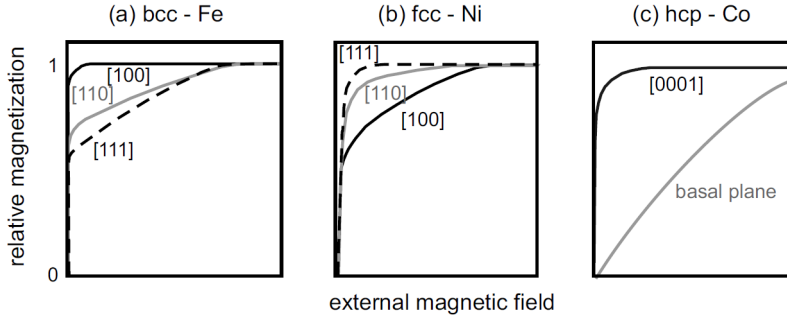 (a) bcc - Fe
(b) fcc - Ni
(c) hcp - Co
relative magnetization
1
0
[100]
[110]
[111]
[111]
[110]
[100]
[0001]
basal plane
external magnetic field